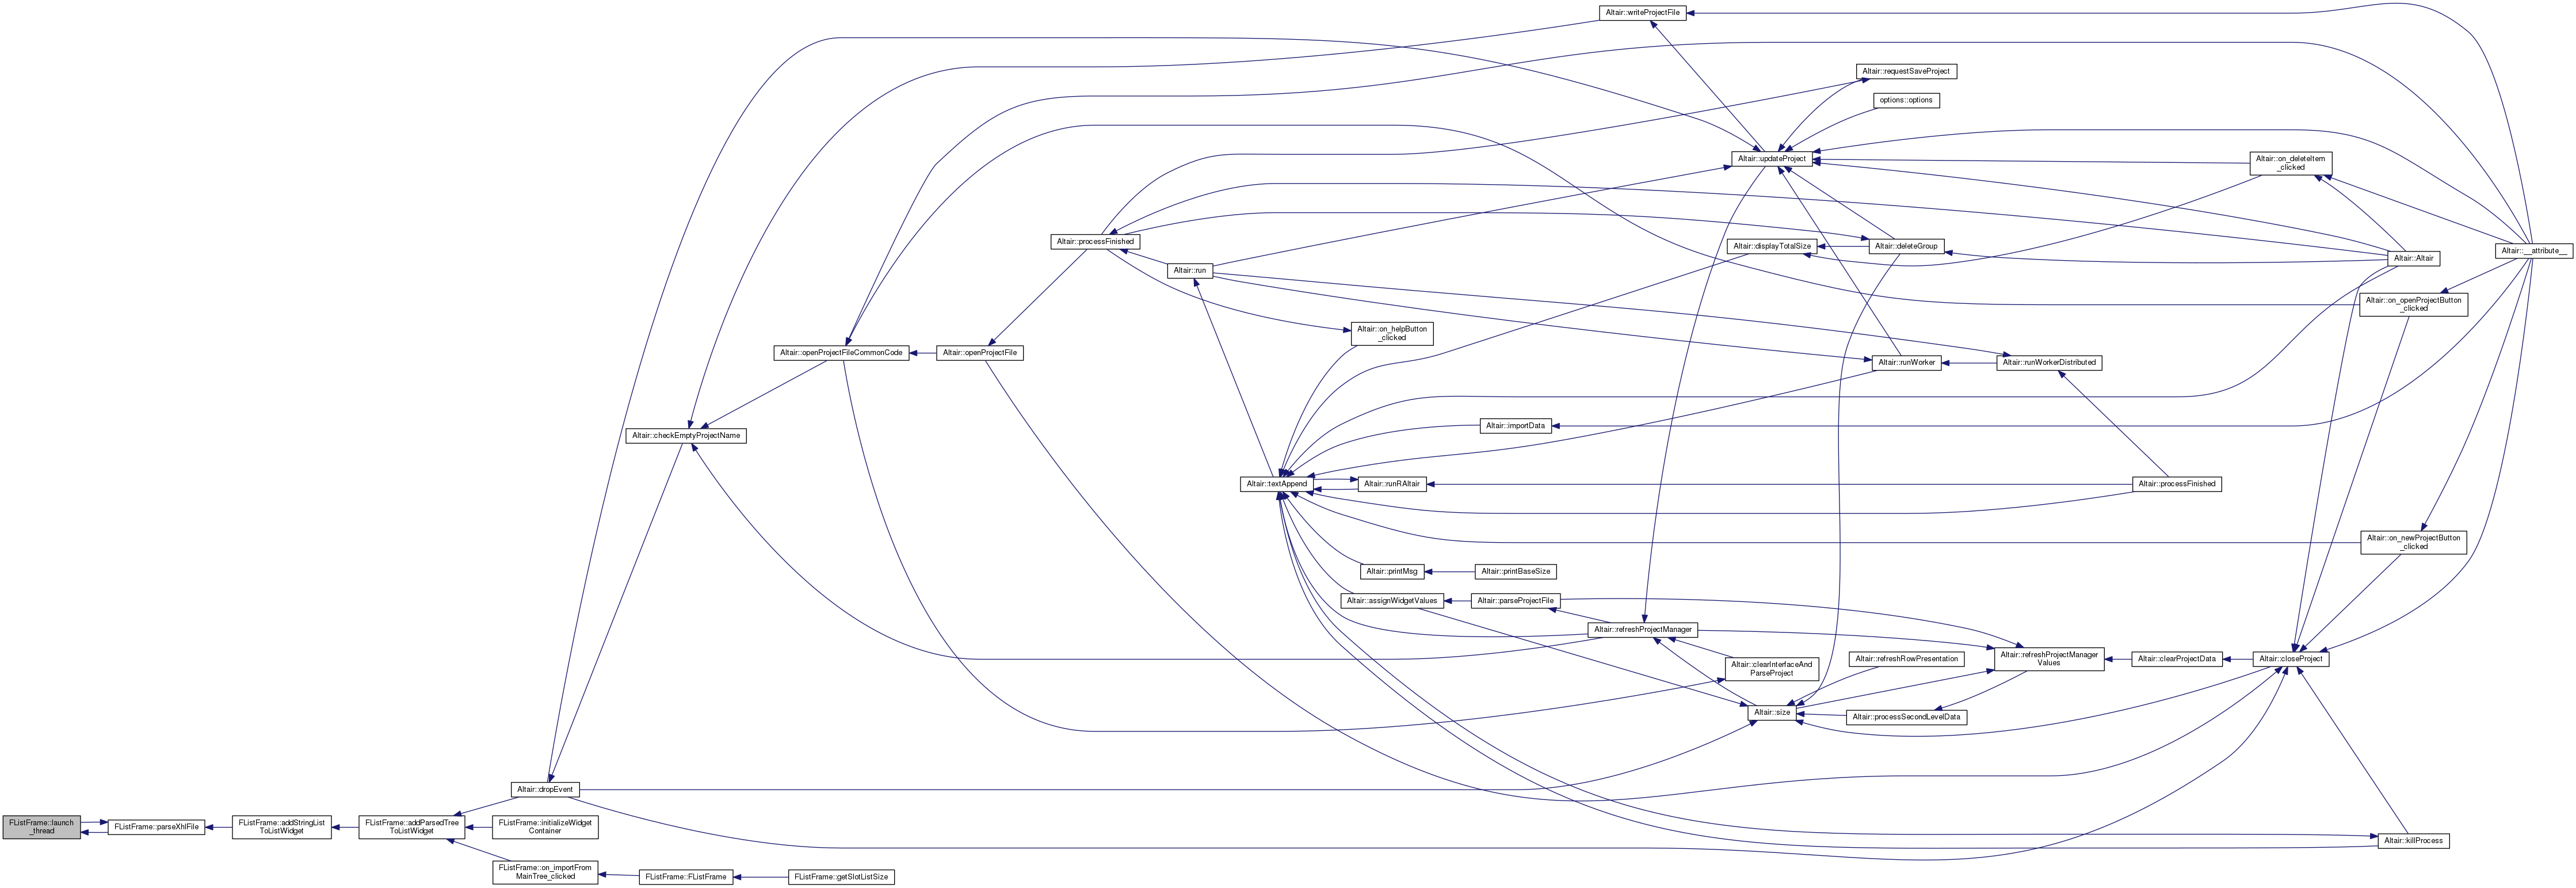 Altair::writeProjectFile
Altair::requestSaveProject
options::options
Altair::updateProject
Altair::on_deleteItem
_clicked
Altair::processFinished
Altair::displayTotalSize
Altair::deleteGroup
Altair::__attribute__
Altair::Altair
Altair::run
Altair::on_openProjectButton
_clicked
Altair::on_helpButton
_clicked
Altair::openProjectFileCommonCode
Altair::openProjectFile
Altair::runWorker
Altair::runWorkerDistributed
Altair::importData
Altair::checkEmptyProjectName
Altair::textAppend
Altair::runRAltair
Altair::processFinished
Altair::on_newProjectButton
_clicked
Altair::printMsg
Altair::printBaseSize
Altair::assignWidgetValues
Altair::parseProjectFile
Altair::refreshProjectManager
Altair::clearInterfaceAnd
ParseProject
Altair::refreshRowPresentation
Altair::refreshProjectManager
Values
Altair::clearProjectData
Altair::closeProject
Altair::size
Altair::processSecondLevelData
Altair::dropEvent
FListFrame::launch
_thread
FListFrame::parseXhlFile
FListFrame::addStringList
ToListWidget
FListFrame::addParsedTree
ToListWidget
FListFrame::initializeWidget
Container
Altair::killProcess
FListFrame::on_importFrom
MainTree_clicked
FListFrame::FListFrame
FListFrame::getSlotListSize